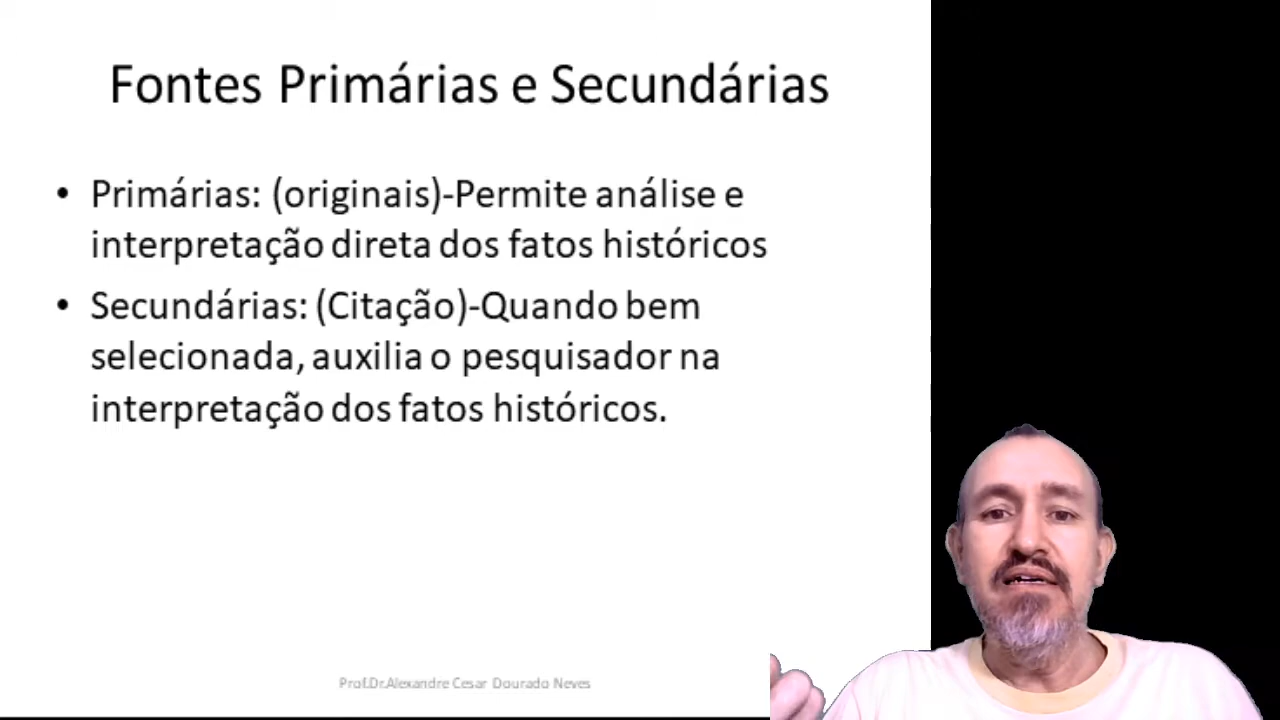 Fontes Primárias e Secundárias
• Primárias: (originais)-Permite análise e
interpretação direta dos fatos históricos
• Secundárias: (Citação)-Quando bem
selecionada, auxilia o pesquisador na
interpretação dos fatos históricos.
Prof.Dr.Alexandre Cesar Dourado Neves